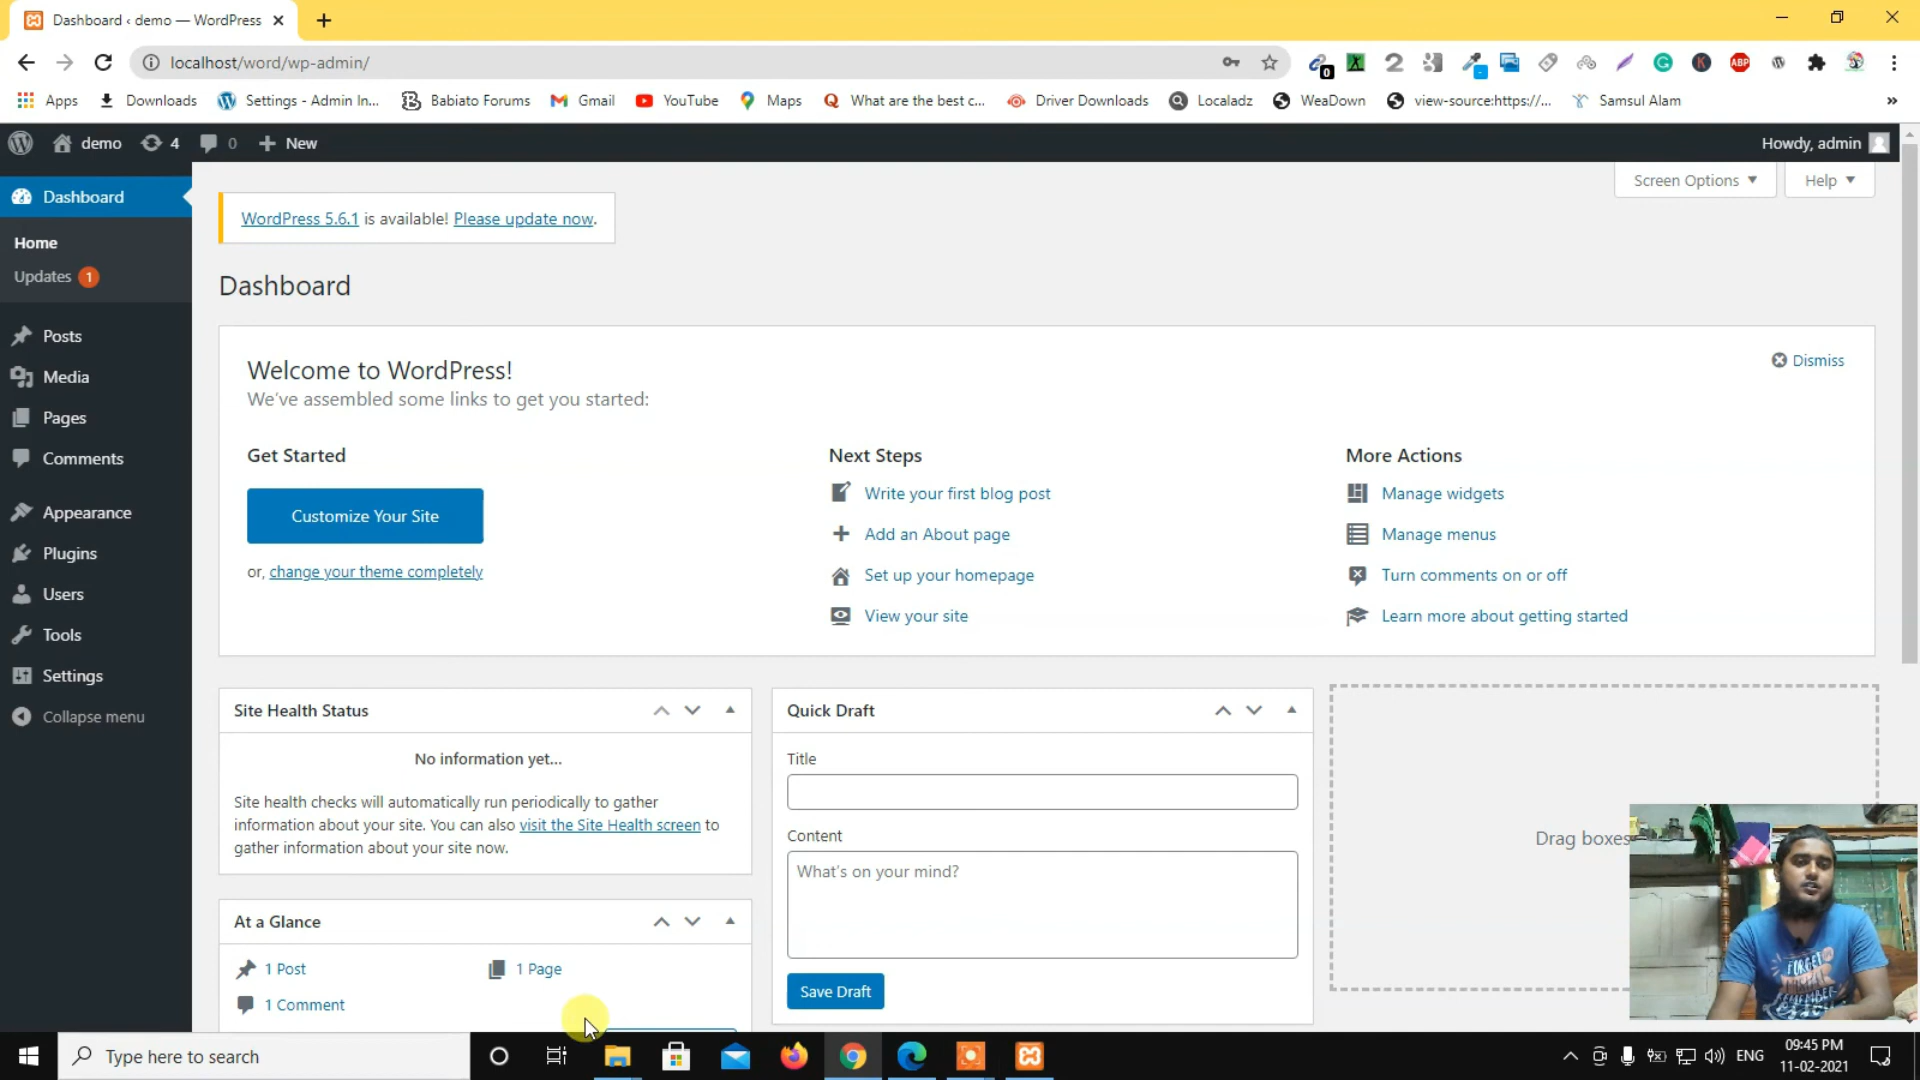 Dashboard ‹ demo — WordPress
localhost/word/wp-admin/
0
ABP
Apps
Downloads
Settings - Admin In...
Babiato Forums
Gmail
YouTube
Maps
What are the best c...
Driver Downloads
Localadz
WeaDown
view-source:https://...
Samsul Alam
demo
4
0
New
Howdy, admin
Screen Options
Help
Dashboard
Home
Updates 1
Posts
Media
Pages
Comments
Appearance
Plugins
Users
Tools
Settings
Collapse menu
WordPress 5.6.1 is available! Please update now.
Dashboard
Welcome to WordPress!
We've assembled some links to get you started:
Dismiss
Get Started
Customize Your Site
or, change your theme completely
Next Steps
Write your first blog post
Add an About page
Set up your homepage
View your site
More Actions
Manage widgets
Manage menus
Turn comments on or off
Learn more about getting started
Site Health Status
No information yet...
Site health checks will automatically run periodically to gather
information about your site. You can also visit the Site Health screen to
gather information about your site now.
At a Glance
1 Post
1 Page
1 Comment
Quick Draft
Title
Content
What's on your mind?
Save Draft
Drag boxes
FORGET
REMEMBER
Type here to search
ENG
09:45 PM
11-02-2021